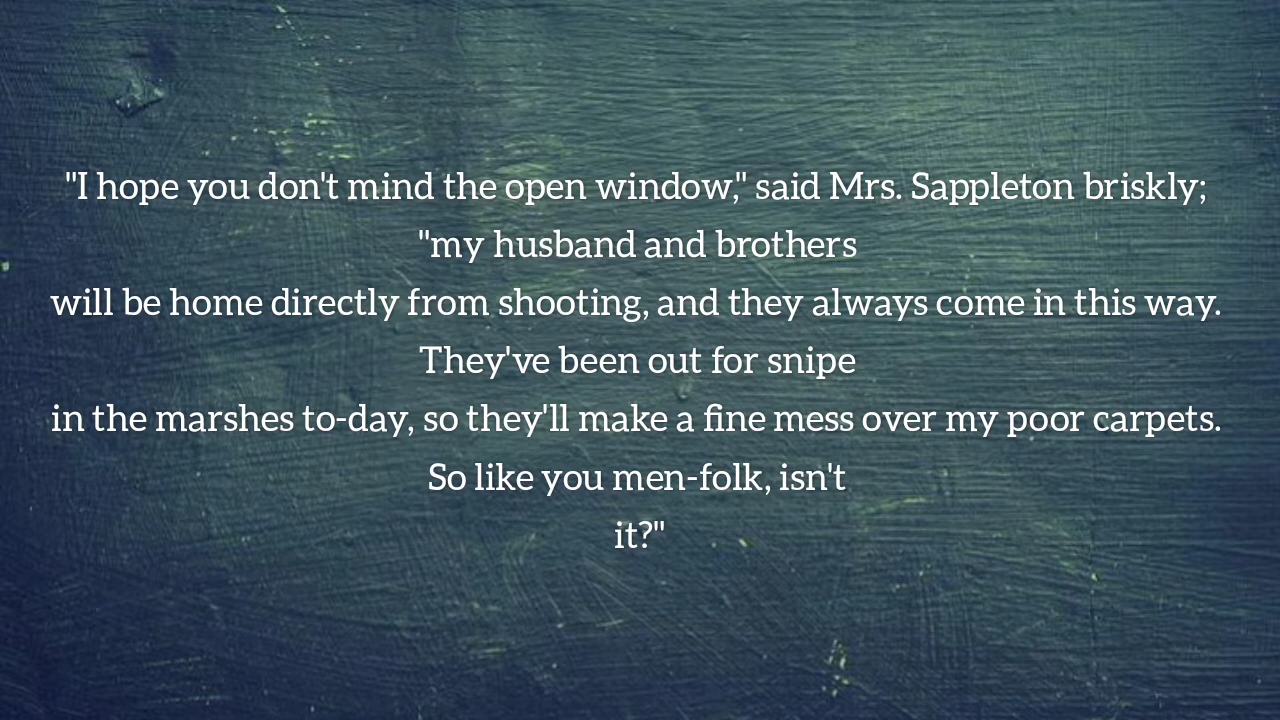 "I hope you don't mind the open window," said Mrs. Sappleton briskly;
"my husband and brothers
will be home directly from shooting, and they always come in this way.
They've been out for snipe
in the marshes to-day, so they'll make a fine mess over my poor carpets.
So like you men-folk, isn't
it?"